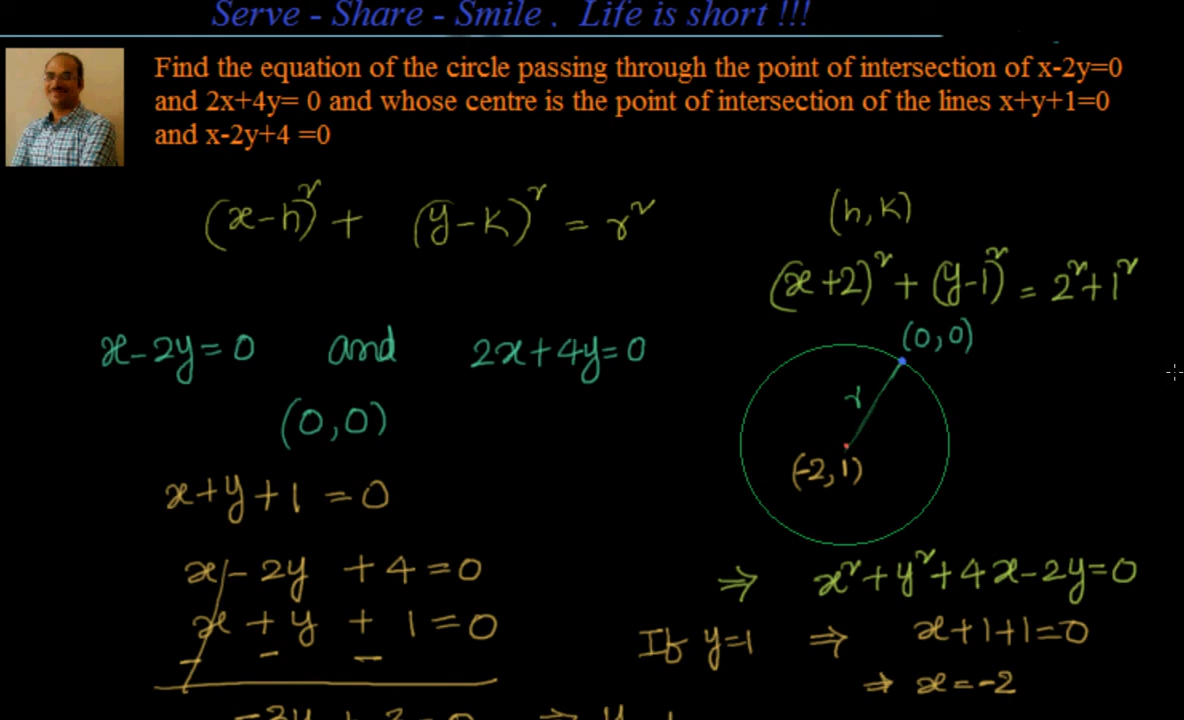 Serve - Share - Smile . Life is short !!!
Find the equation of the circle passing through the point of intersection of x-2y=0
and 2x+4y= 0 and whose centre is the point of intersection of the lines x+y+1=0
and x-2y+4 =0
(x-h)² + (y-k)² = r²
(h,k)
(x+2)² + (y-1)² = 2²+1²
x-2y=0 and 2x+4y=0
(0,0)
(0,0)
r
(-2,1)
x+y+1=0
x-2y+4=0
x+y+1=0
- - -
⇒ x²+y²+4x-2y=0
If y=1 ⇒ x+1+1=0
⇒ x=-2